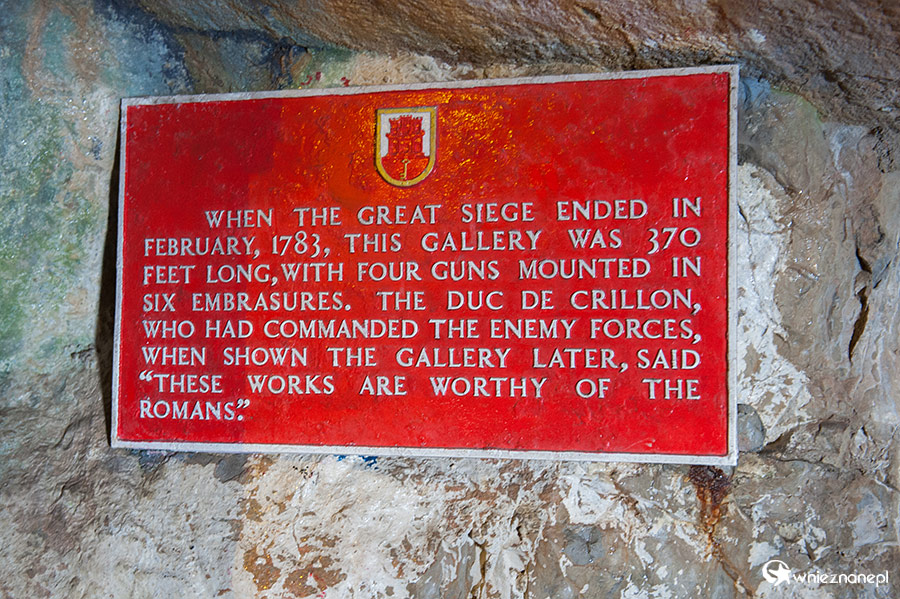 WHEN THE GREAT SIEGE ENDED IN
FEBRUARY, 1783, THIS GALLERY WAS 370
FEET LONG, WITH FOUR GUNS MOUNTED IN
SIX EMBRASURES. THE DUC DE CRILLON,
WHO HAD COMMANDED THE ENEMY FORCES,
WHEN SHOWN THE GALLERY LATER, SAID
“THESE WORKS ARE WORTHY OF THE
ROMANS”.
wnieznane.pl